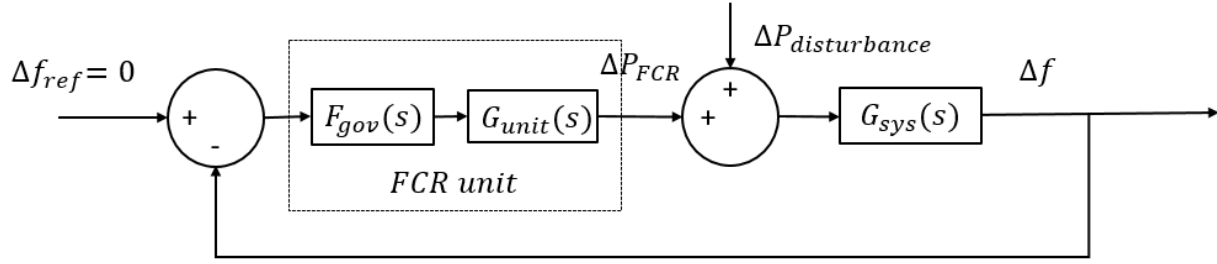 Δf_ref = 0
+
-
F_gov(s)
G_unit(s)
FCR unit
ΔP_FCR
ΔP_disturbance
+
+
G_sys(s)
Δf